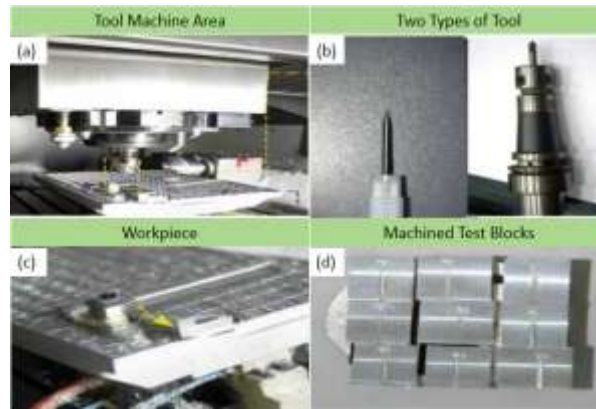 Tool Machine Area
Two Types of Tool
(a)
(b)
Workpiece
Machined Test Blocks
(c)
(d)